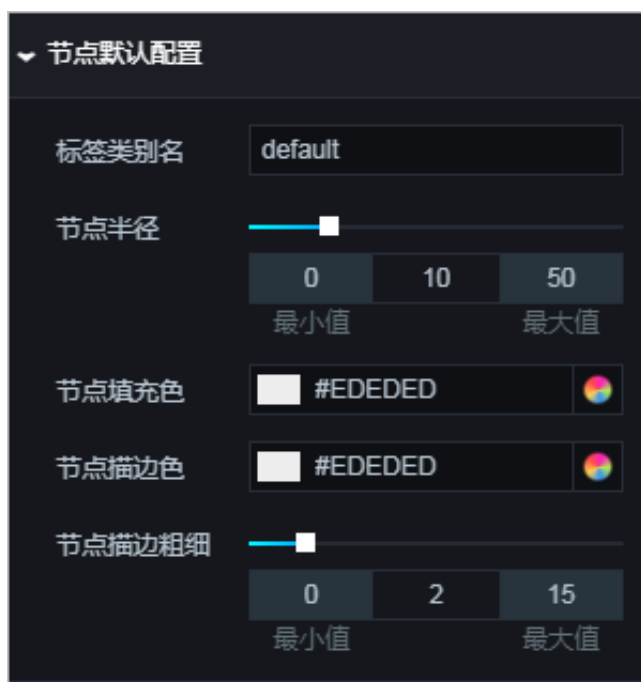 节点默认配置
标签类别名 default
节点半径
0 10 50
最小值 最大值
节点填充色 #EDEDED
节点描边色 #EDEDED
节点描边粗细
0 2 15
最小值 最大值